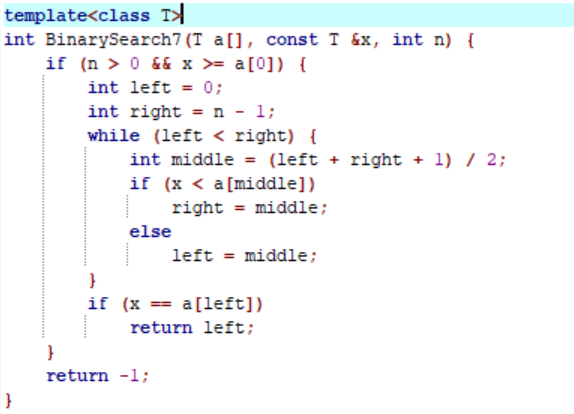 template<class T>
int BinarySearch7(T a[], const T &x, int n) {
    if (n > 0 && x >= a[0]) {
        int left = 0;
        int right = n - 1;
        while (left < right) {
            int middle = (left + right + 1) / 2;
            if (x < a[middle])
                right = middle;
            else
                left = middle;
        }
        if (x == a[left])
            return left;
    }
    return -1;
}